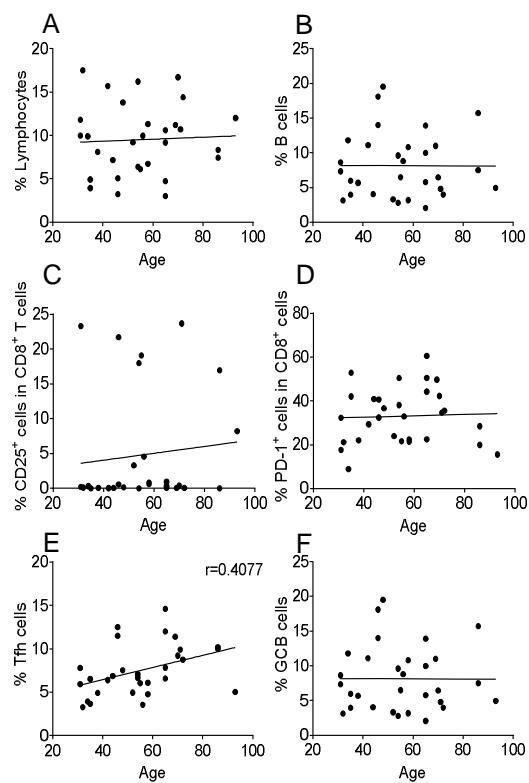 A
% Lymphocytes
20
15
10
5
0
20 40 60 80 100
Age
B
% B cells
25
20
15
10
5
0
20 40 60 80 100
Age
C
% CD25⁺ cells in CD8⁺ T cells
25
20
15
10
5
0
20 40 60 80 100
Age
D
% PD-1⁺ cells in CD8⁺ cells
80
60
40
20
0
20 40 60 80 100
Age
E
r=0.4077
% Tfh cells
20
15
10
5
0
20 40 60 80 100
Age
F
% GCB cells
25
20
15
10
5
0
20 40 60 80 100
Age